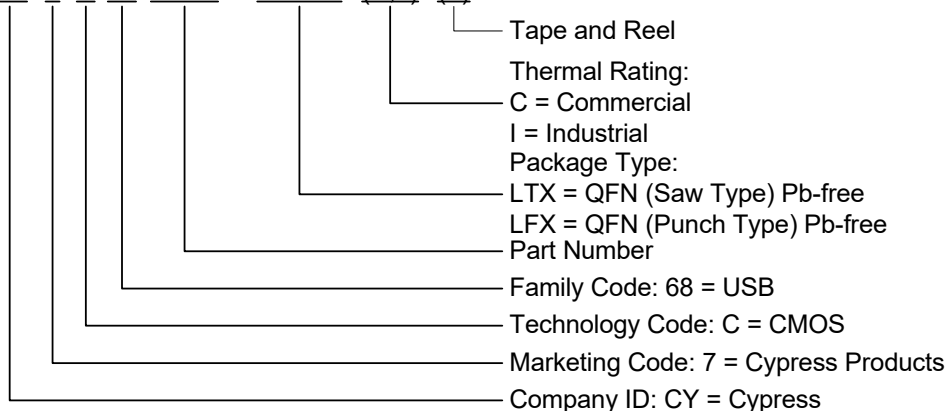 Tape and Reel
Thermal Rating:
C = Commercial
I = Industrial
Package Type:
LTX = QFN (Saw Type) Pb-free
LFX = QFN (Punch Type) Pb-free
Part Number
Family Code: 68 = USB
Technology Code: C = CMOS
Marketing Code: 7 = Cypress Products
Company ID: CY = Cypress